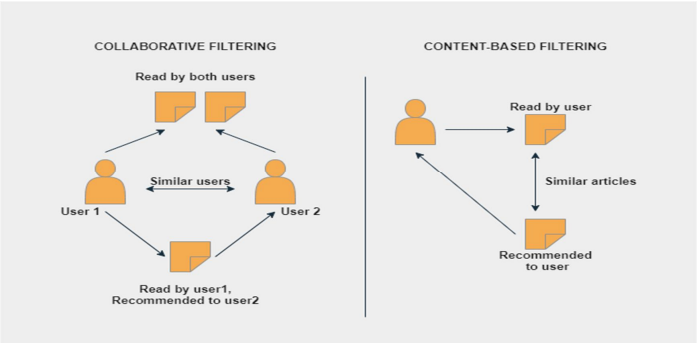 COLLABORATIVE FILTERING
Read by both users
Similar users
User 1
User 2
Read by user1,
Recommended to user2
CONTENT-BASED FILTERING
Read by user
Similar articles
Recommended
to user